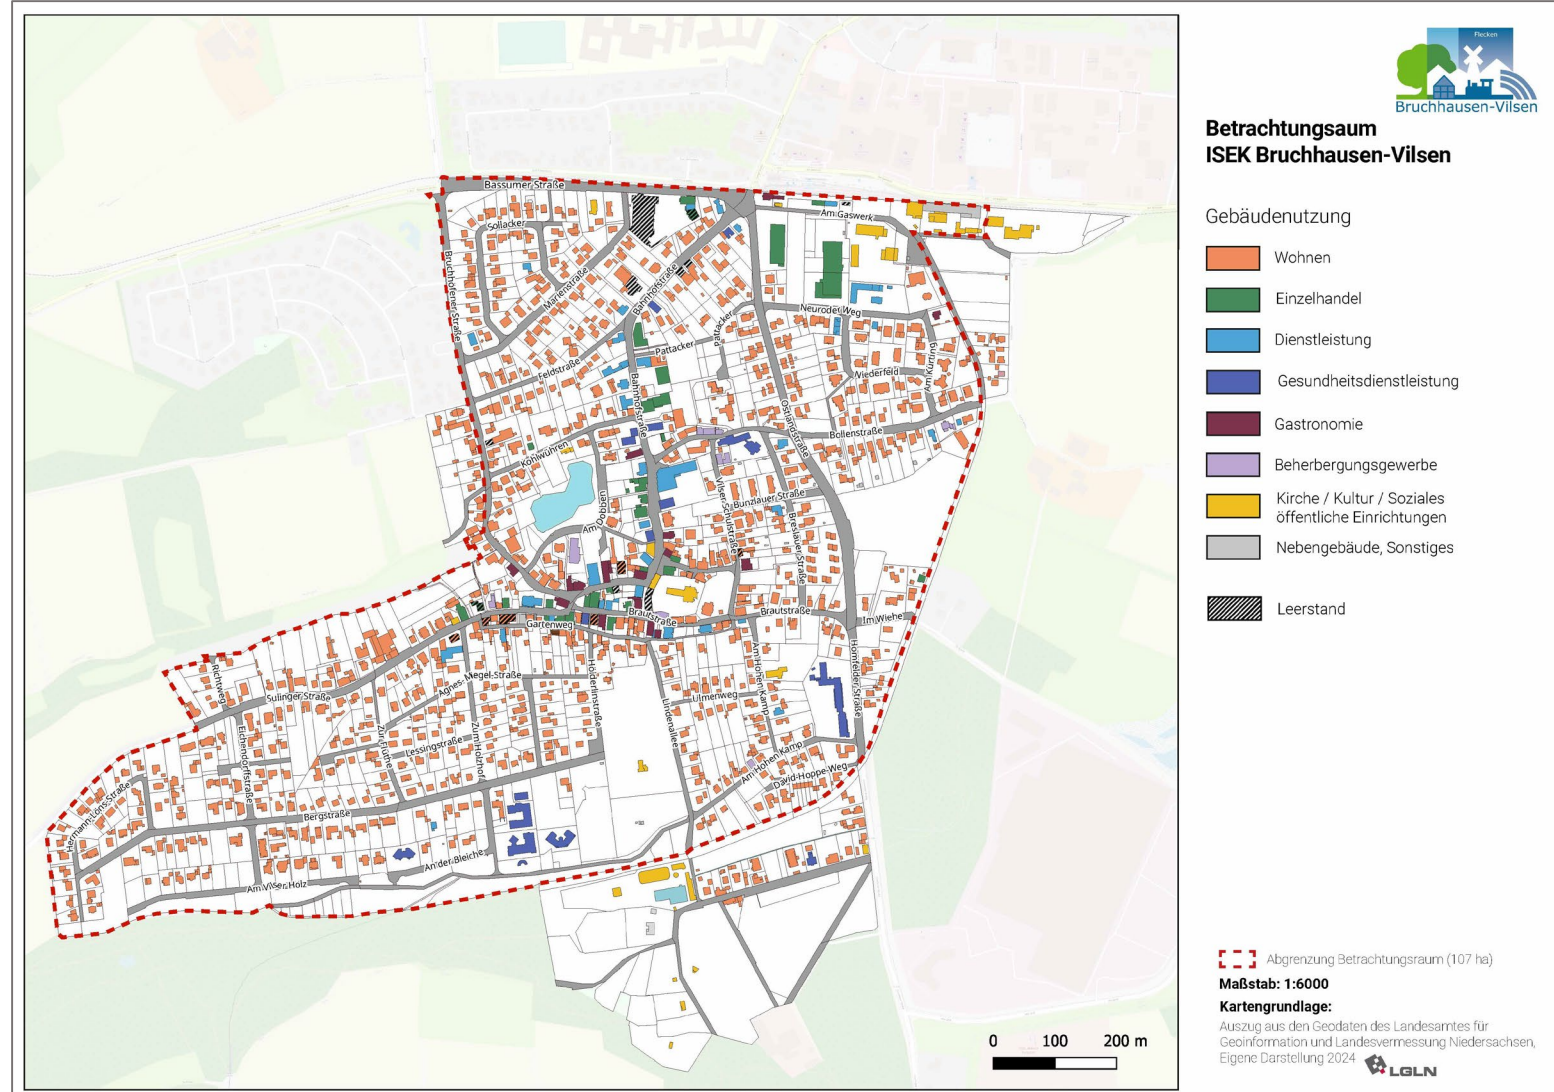 Flecken
Bruchhausen-Vilsen
Betrachtungsaum
ISEK Bruchhausen-Vilsen
Gebäudenutzung
Wohnen
Einzelhandel
Dienstleistung
Gesundheitsdienstleistung
Gastronomie
Beherbergungsgewerbe
Kirche / Kultur / Soziales
öffentliche Einrichtungen
Nebengebäude, Sonstiges
Leerstand
Abgrenzung Betrachtungsraum (107 ha)
Maßstab: 1:6000
Kartengrundlage:
Auszug aus den Geodaten des Landesamtes für
Geoinformation und Landesvermessung Niedersachsen,
Eigene Darstellung 2024
LGLN
Bassumer Straße
Sollacker
Am Gaswerk
Bruchhöfener Straße
Marienstraße
Bahnhofstraße
Neuroder Weg
Pattacker
Pattacker
Feldstraße
Wiederfeld
Am Kürting
Bahnhofstraße
Ostlandstraße
Bollenstraße
Kohlwühren
Am Dobben
Vilser Schulstraße
Bunzlauer Straße
Breslauer Straße
Brautstraße
Brautstraße
Im Wiehe
Gartenweg
Homfelder Straße
Am Hohen Kamp
Hölderlinstraße
Agnes-Miegel-Straße
Richtweg
Sulinger Straße
Ulmenweg
Lindenallee
Eichendorffstraße
Zur Flüthe
Lessingstraße
Zum Holzhof
Am Hohen Kamp
David-Hoppe-Weg
Hermann-Löns-Straße
Bergstraße
An der Bleiche
Am Vilser Holz
0 100 200 m